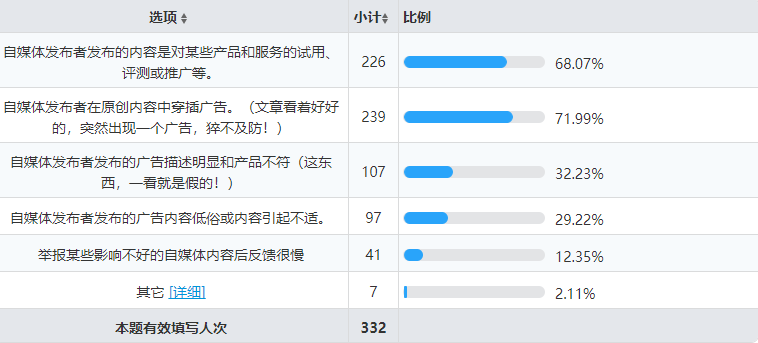 选项 小计 比例
自媒体发布者发布的内容是对某些产品和服务的试用、
评测或推广等。
226 68.07%
自媒体发布者在原创内容中穿插广告。（文章看着好好
的，突然出现一个广告，猝不及防！）
239 71.99%
自媒体发布者发布的广告描述明显和产品不符（这东
西，一看就是假的！）
107 32.23%
自媒体发布者发布的广告内容低俗或内容引起不适。 97 29.22%
举报某些影响不好的自媒体内容后反馈很慢 41 12.35%
其它 [详细] 7 2.11%
本题有效填写人次 332